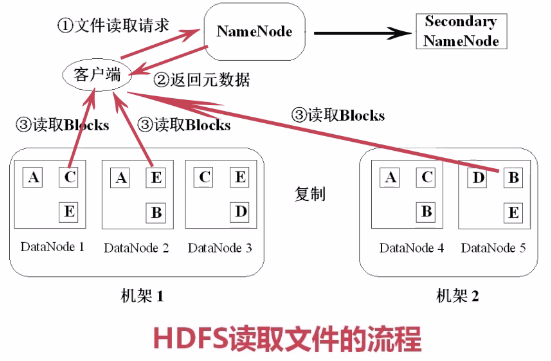 ①文件读取请求
NameNode
Secondary
NameNode
客户端
②返回元数据
③读取Blocks
③读取Blocks
③读取Blocks
A C
E
DataNode 1
A E
B
DataNode 2
C E
D
DataNode 3
复制
A C
B
DataNode 4
D B
E
DataNode 5
机架 1
机架 2
HDFS读取文件的流程